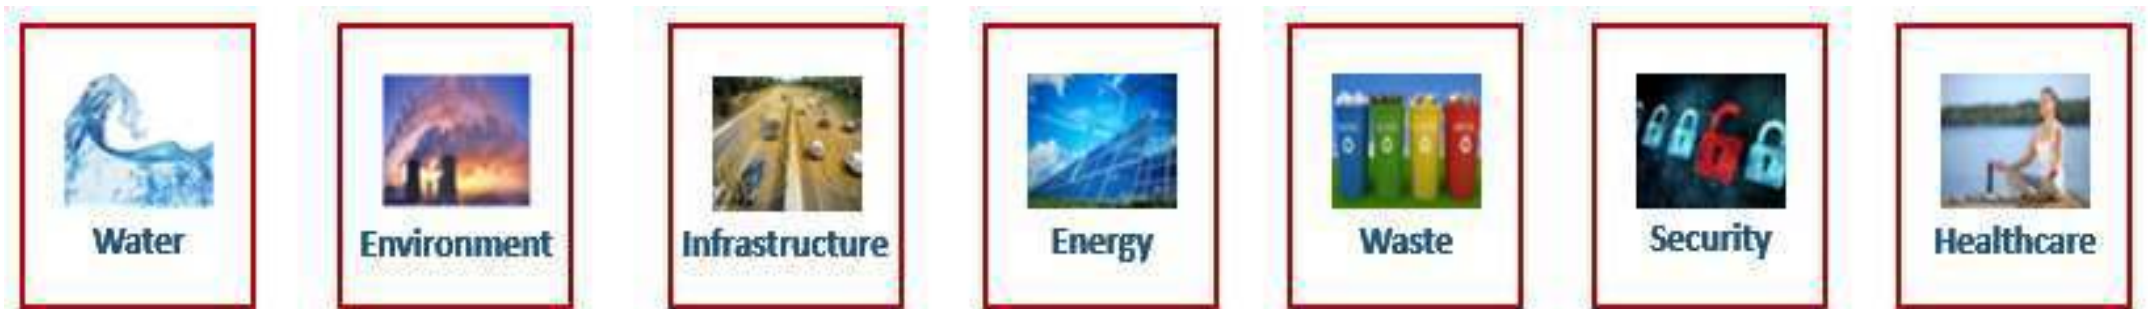 Water
Environment
Infrastructure
Energy
Waste
Security
Healthcare